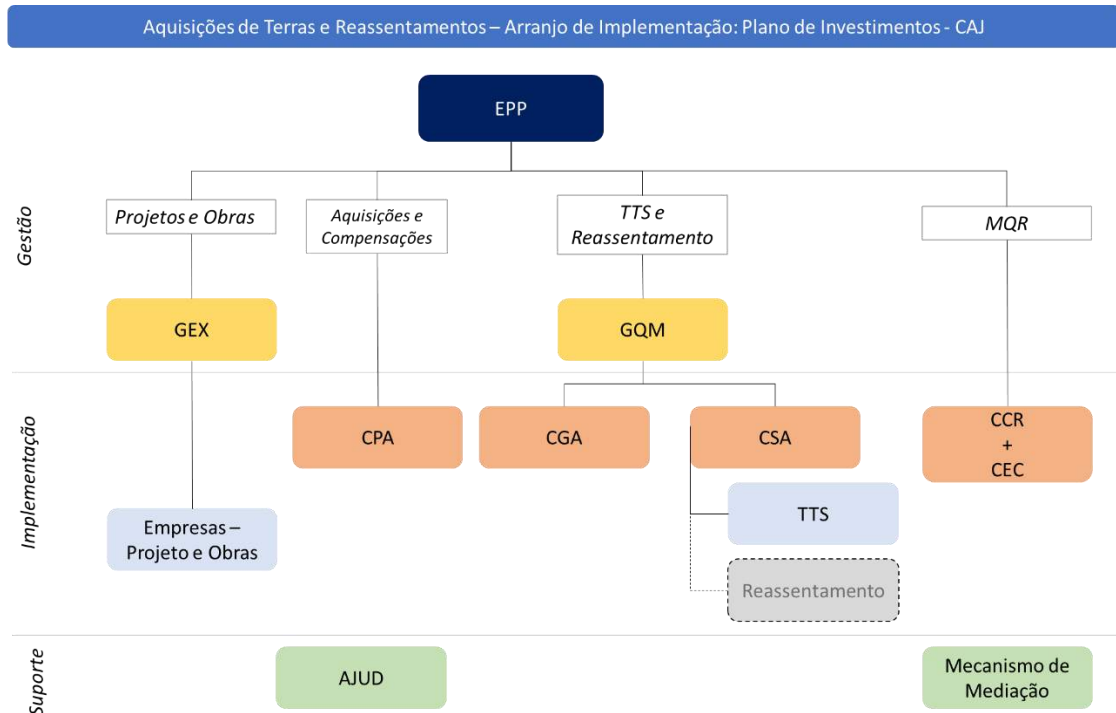 Aquisições de Terras e Reassentamentos – Arranjo de Implementação: Plano de Investimentos - CAJ
EPP
Gestão
Projetos e Obras
Aquisições e
Compensações
TTS e
Reassentamento
MQR
GEX
GQM
Implementação
CPA
CGA
CSA
CCR
+
CEC
Empresas –
Projeto e Obras
TTS
Reassentamento
Suporte
AJUD
Mecanismo de
Mediação